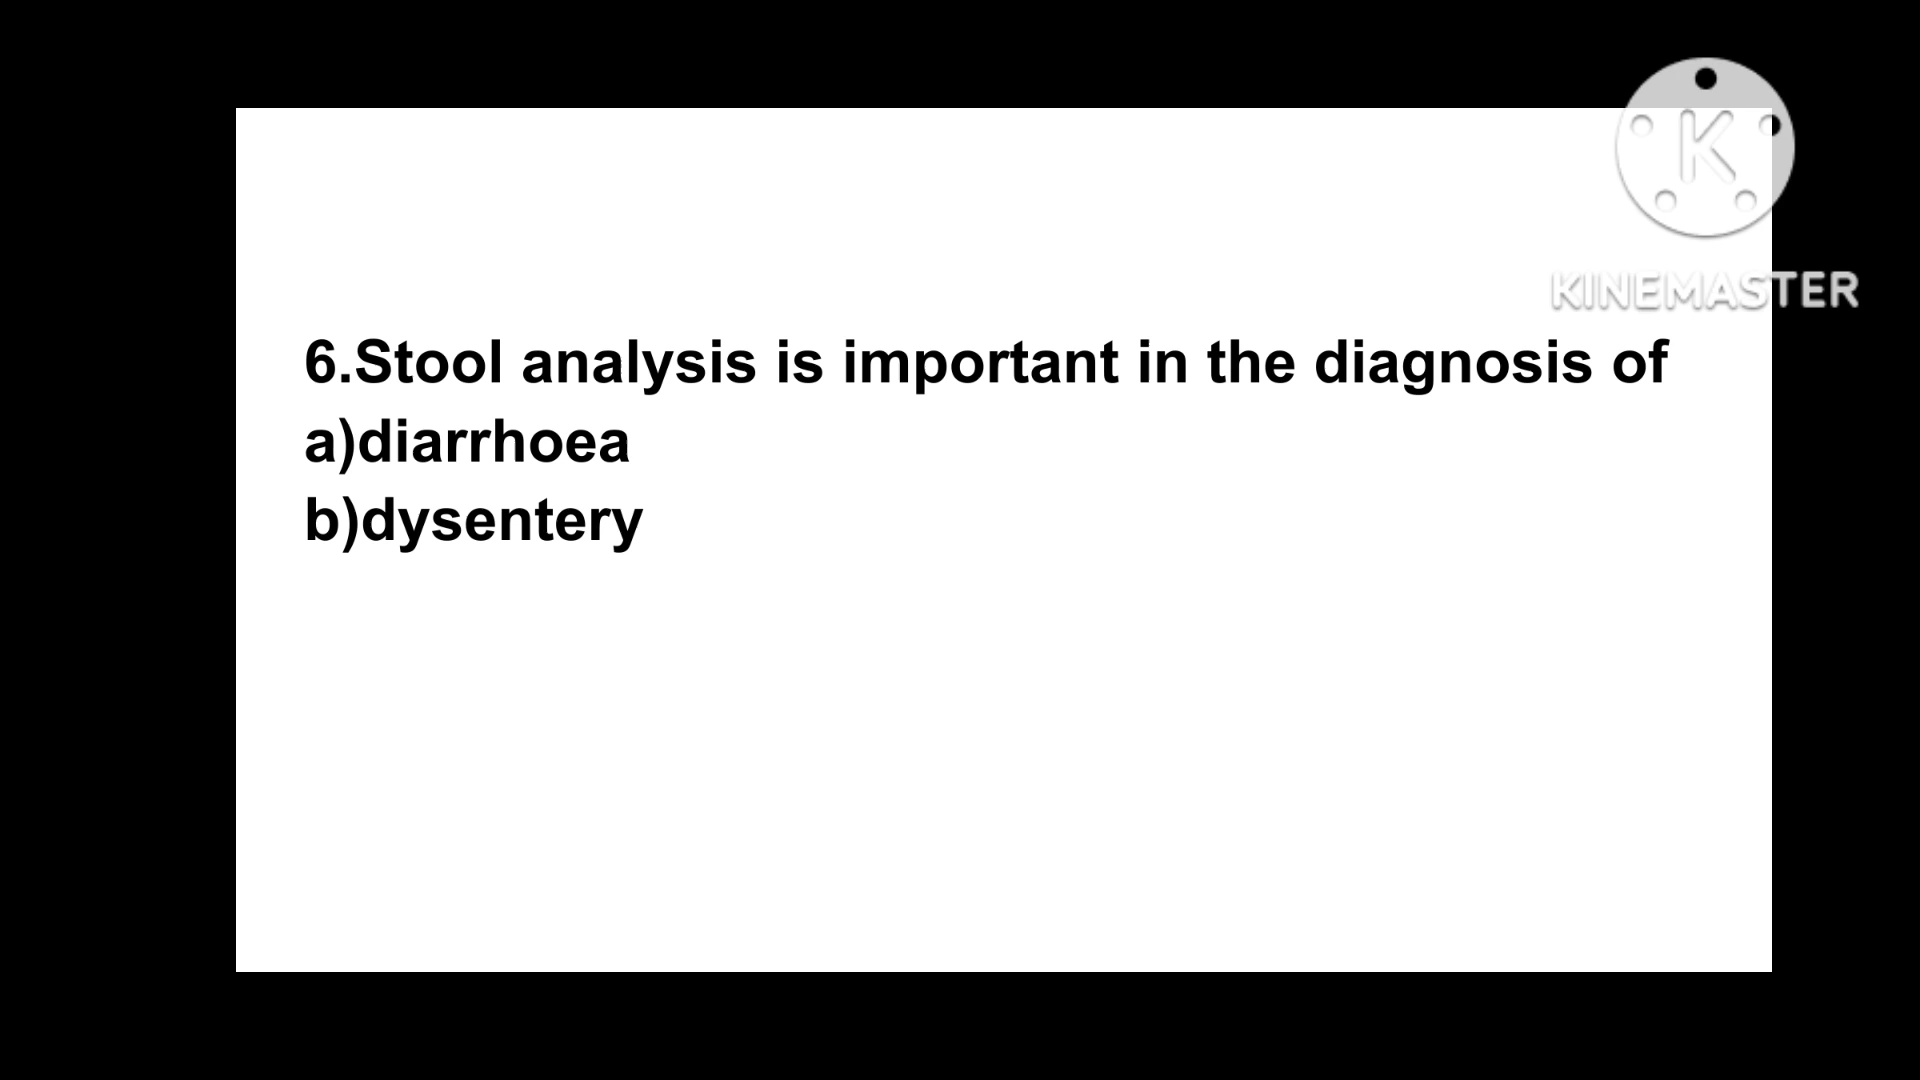 K
KINEMASTER
6.Stool analysis is important in the diagnosis of
a)diarrhoea
b)dysentery